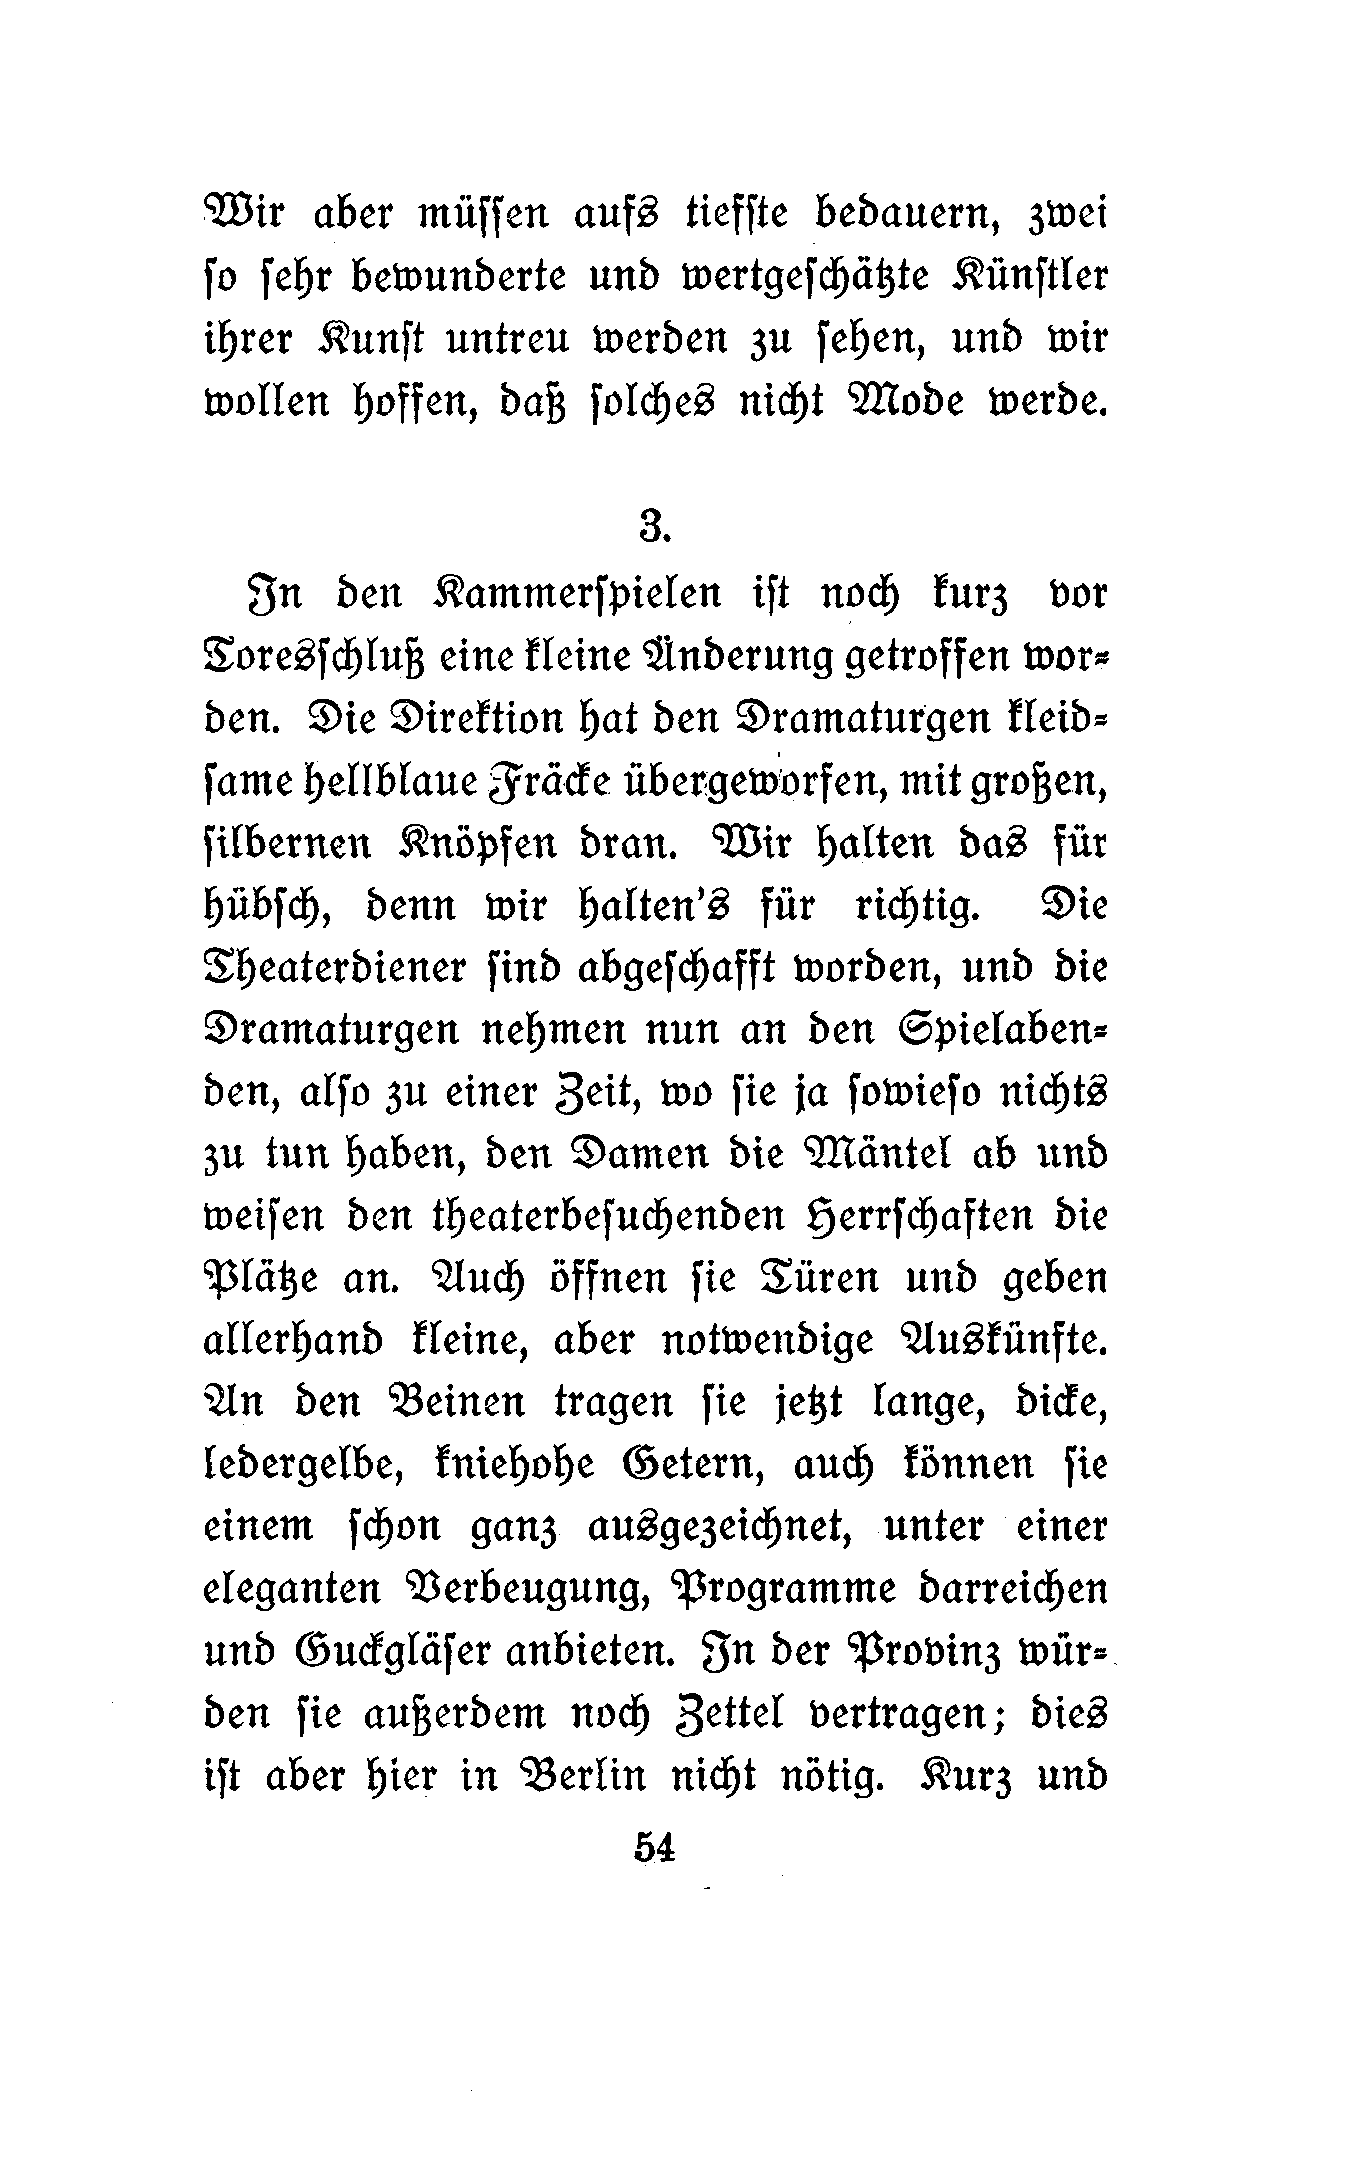 Wir aber müſſen aufs tiefſte bedauern, zwei
ſo ſehr bewunderte und wertgeſchätzte Künſtler
ihrer Kunſt untreu werden zu ſehen, und wir
wollen hoffen, daß ſolches nicht Mode werde.
3.
In den Kammerſpielen iſt noch kurz vor
Toresſchluß eine kleine Änderung getroffen wor⸗
den. Die Direktion hat den Dramaturgen kleid⸗
ſame hellblaue Fräcke übergeworfen, mit großen,
ſilbernen Knöpfen dran. Wir halten das für
hübſch, denn wir halten's für richtig. Die
Theaterdiener ſind abgeſchafft worden, und die
Dramaturgen nehmen nun an den Spielaben⸗
den, alſo zu einer Zeit, wo ſie ja ſowieſo nichts
zu tun haben, den Damen die Mäntel ab und
weiſen den theaterbeſuchenden Herrſchaften die
Plätze an. Auch öffnen ſie Türen und geben
allerhand kleine, aber notwendige Auskünfte.
An den Beinen tragen ſie jetzt lange, dicke,
ledergelbe, kniehohe Getern, auch können ſie
einem ſchon ganz ausgezeichnet, unter einer
eleganten Verbeugung, Programme darreichen
und Guckgläſer anbieten. In der Provinz wür⸗
den ſie außerdem noch Zettel vertragen; dies
iſt aber hier in Berlin nicht nötig. Kurz und
54